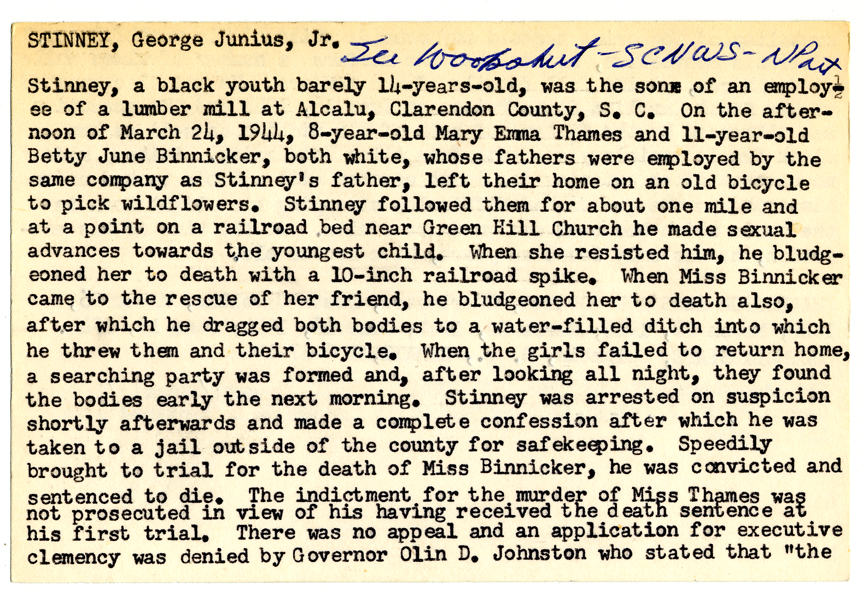 STINNEY, George Junius, Jr. See - SCNWS - NPat
Stinney, a black youth barely 14-years-old, was the son of an employ-
ee of a lumber mill at Alcalu, Clarendon County, S. C.  On the after-
noon of March 24, 1944, 8-year-old Mary Emma Thames and 11-year-old
Betty June Binnicker, both white, whose fathers were employed by the
same company as Stinney's father, left their home on an old bicycle
to pick wildflowers.  Stinney followed them for about one mile and
at a point on a railroad bed near Green Hill Church he made sexual
advances towards the youngest child.  When she resisted him, he bludg-
eoned her to death with a 10-inch railroad spike.  When Miss Binnicker
came to the rescue of her friend, he bludgeoned her to death also,
after which he dragged both bodies to a water-filled ditch into which
he threw them and their bicycle.  When the girls failed to return home,
a searching party was formed and, after looking all night, they found
the bodies early the next morning.  Stinney was arrested on suspicion
shortly afterwards and made a complete confession after which he was
taken to a jail outside of the county for safekeeping.  Speedily
brought to trial for the death of Miss Binnicker, he was convicted and
sentenced to die.  The indictment for the murder of Miss Thames was
not prosecuted in view of his having received the death sentence at
his first trial.  There was no appeal and an application for executive
clemency was denied by Governor Olin D. Johnston who stated that "the